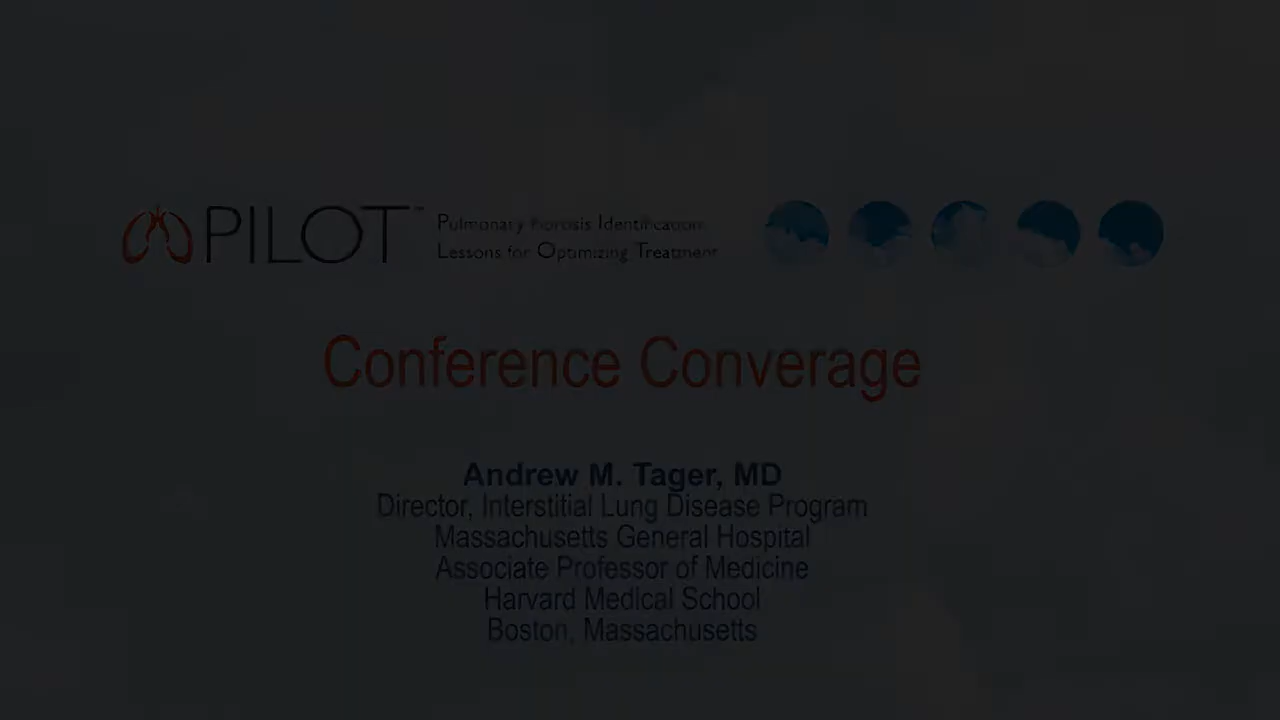 PILOT™
Pulmonary Fibrosis Identification
Lessons for Optimizing Treatment
Conference Converage
Andrew M. Tager, MD
Director, Interstitial Lung Disease Program
Massachusetts General Hospital
Associate Professor of Medicine
Harvard Medical School
Boston, Massachusetts